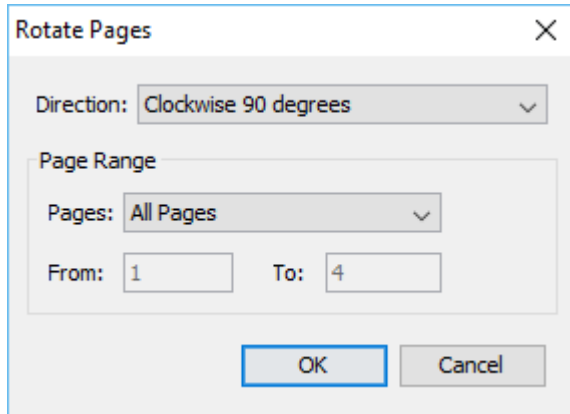 Rotate Pages
Direction: Clockwise 90 degrees
Page Range
Pages: All Pages
From: 1 To: 4
OK Cancel